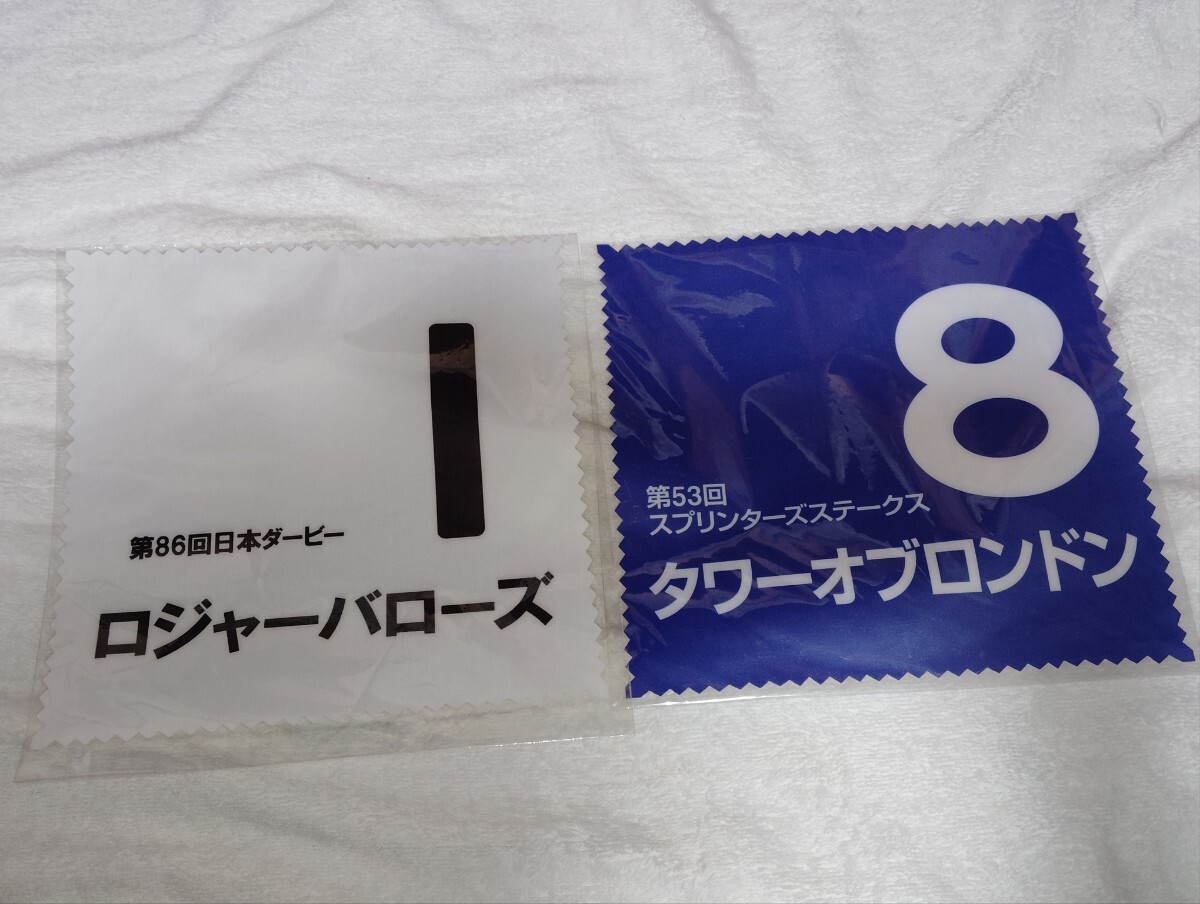 1
第86回日本ダービー
ロジャーバローズ
8
第53回
スプリンターズステークス
タワーオブロンドン